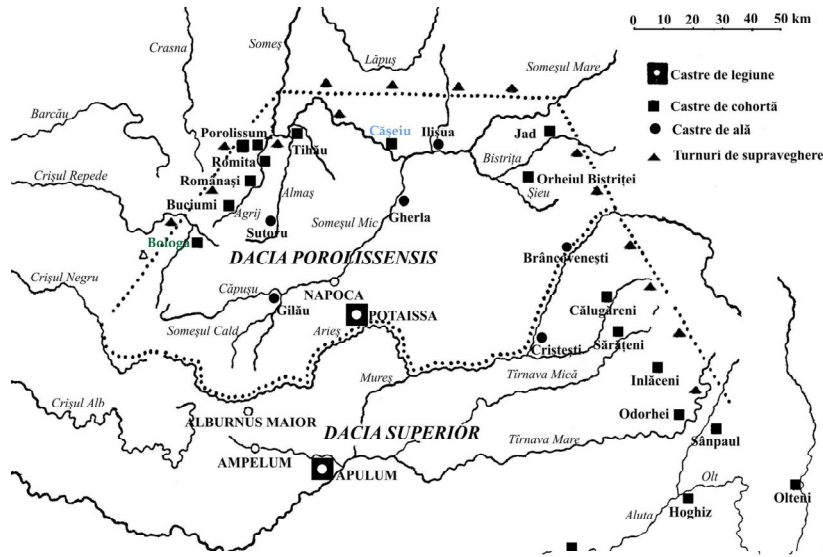 0 10 20 30 40 50 km
Castre de legiune
Castre de cohortă
Castre de ală
Turnuri de supraveghere
Crasna
Someș
Lăpuș
Someșul Mare
Barcău
Porolissum
Tihău
Cășeiu
Ilișua
Jad
Romita
Crișul Repede
Românași
Almaș
Bistrița
Orheiul Bistriței
Șieu
Buciumi
Agrij
Sutoru
Someșul Mic
Gherla
Bologa
DACIA POROLISSENSIS
Brâncovenești
Crișul Negru
Căpușu
NAPOCA
Gilău
Călugăreni
Someșul Cald
Arieș
POTAISSA
Sărățeni
Cristești
Mureș
Tîrnava Mică
Inlăceni
Crișul Alb
ALBURNUS MAIOR
Odorhei
DACIA SUPERIOR
Sânpaul
AMPELUM
Tîrnava Mare
APULUM
Olt
Olteni
Hoghiz
Aluta